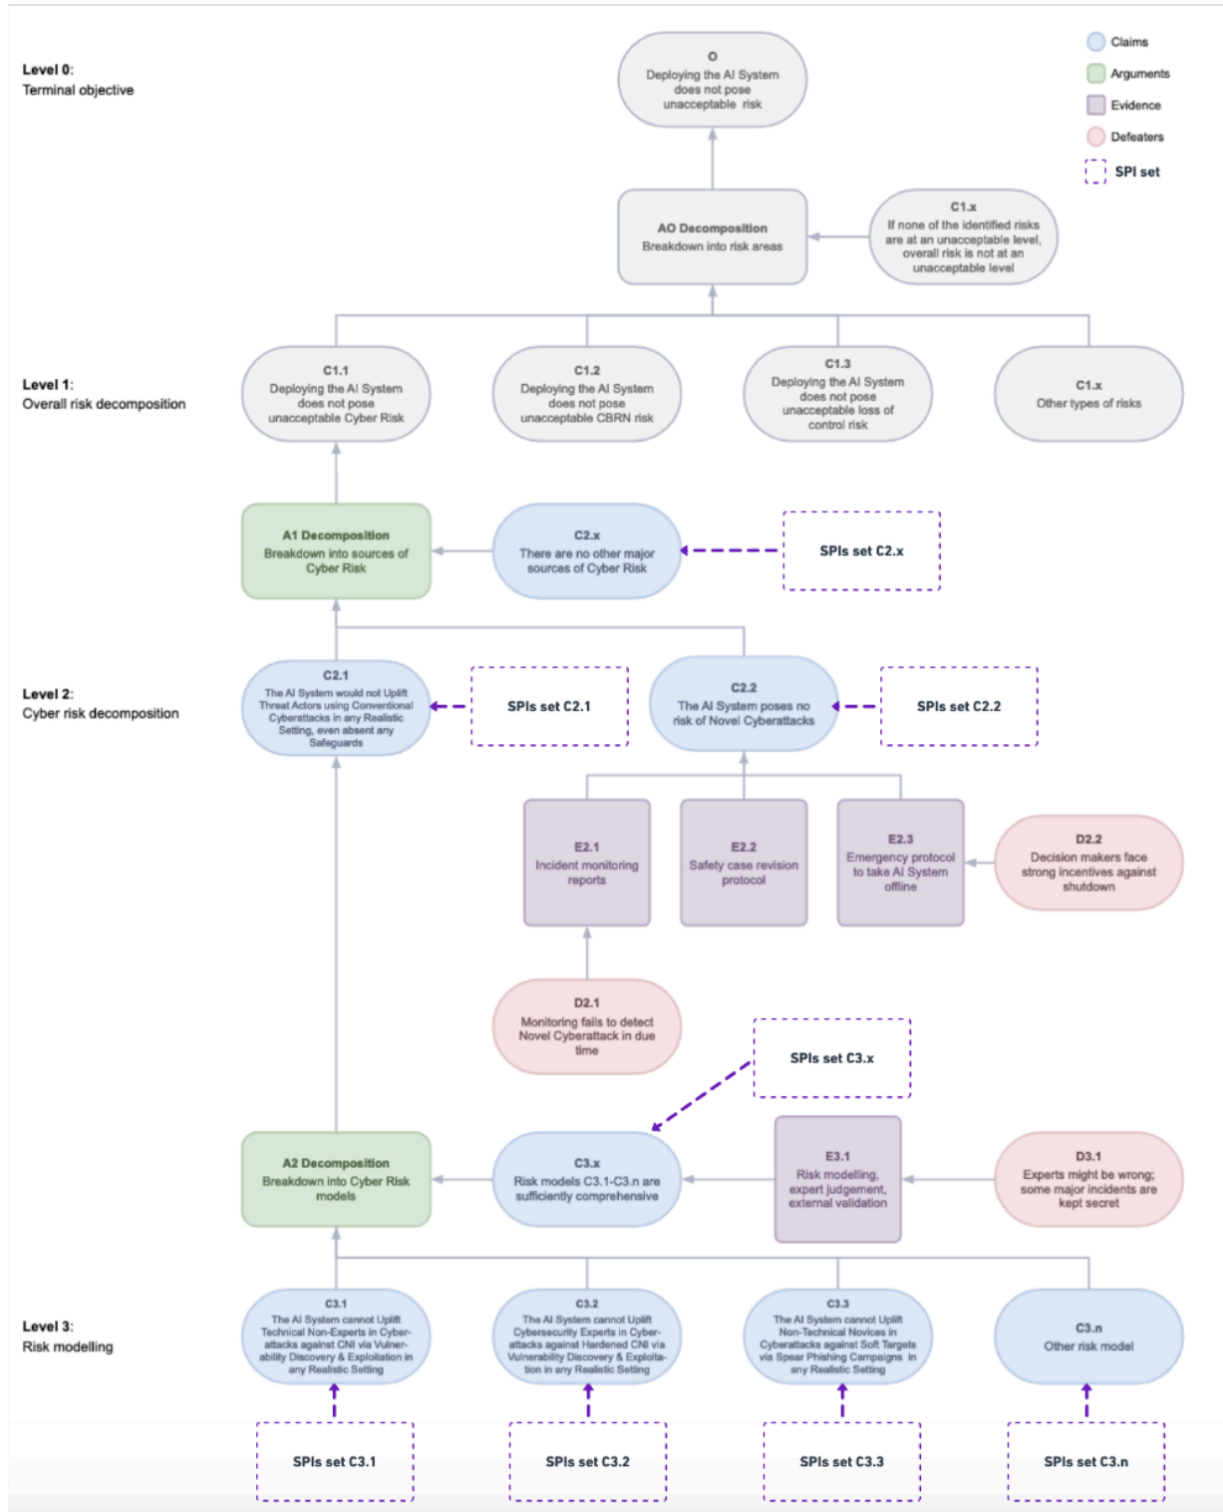 Level 0:
Terminal objective
O
Deploying the AI System
does not pose
unacceptable risk
Claims
Arguments
Evidence
Defeaters
SPI set
AO Decomposition
Breakdown into risk areas
C1.x
If none of the identified risks
are at an unacceptable level,
overall risk is not at an
unacceptable level
Level 1:
Overall risk decomposition
C1.1
Deploying the AI System
does not pose
unacceptable Cyber Risk
C1.2
Deploying the AI System
does not pose
unacceptable CBRN risk
C1.3
Deploying the AI System
does not pose
unacceptable loss of
control risk
C1.x
Other types of risks
A1 Decomposition
Breakdown into sources of
Cyber Risk
C2.x
There are no other major
sources of Cyber Risk
SPIs set C2.x
Level 2:
Cyber risk decomposition
C2.1
The AI System would not Uplift
Threat Actors using Conventional
Cyberattacks in any Realistic
Setting, even absent any
Safeguards
SPIs set C2.1
C2.2
The AI System poses no
risk of Novel Cyberattacks
SPIs set C2.2
E2.1
Incident monitoring
reports
E2.2
Safety case revision
protocol
E2.3
Emergency protocol
to take AI System
offline
D2.2
Decision makers face
strong incentives against
shutdown
D2.1
Monitoring fails to detect
Novel Cyberattack in due
time
SPIs set C3.x
A2 Decomposition
Breakdown into Cyber Risk
models
C3.x
Risk models C3.1-C3.n are
sufficiently comprehensive
E3.1
Risk modelling,
expert judgement,
external validation
D3.1
Experts might be wrong;
some major incidents are
kept secret
Level 3:
Risk modelling
C3.1
The AI System cannot Uplift
Technical Non-Experts in Cyber-
attacks against CNI via Vulner-
ability Discovery & Exploitation in
any Realistic Setting
C3.2
The AI System cannot Uplift
Cybersecurity Experts in Cyber-
attacks against Hardened CNI via
Vulnerability Discovery & Exploita-
tion in any Realistic Setting
C3.3
The AI System cannot Uplift
Non-Technical Novices in
Cyberattacks against Soft Targets
via Spear Phishing Campaigns in
any Realistic Setting
C3.n
Other risk model
SPIs set C3.1
SPIs set C3.2
SPIs set C3.3
SPIs set C3.n